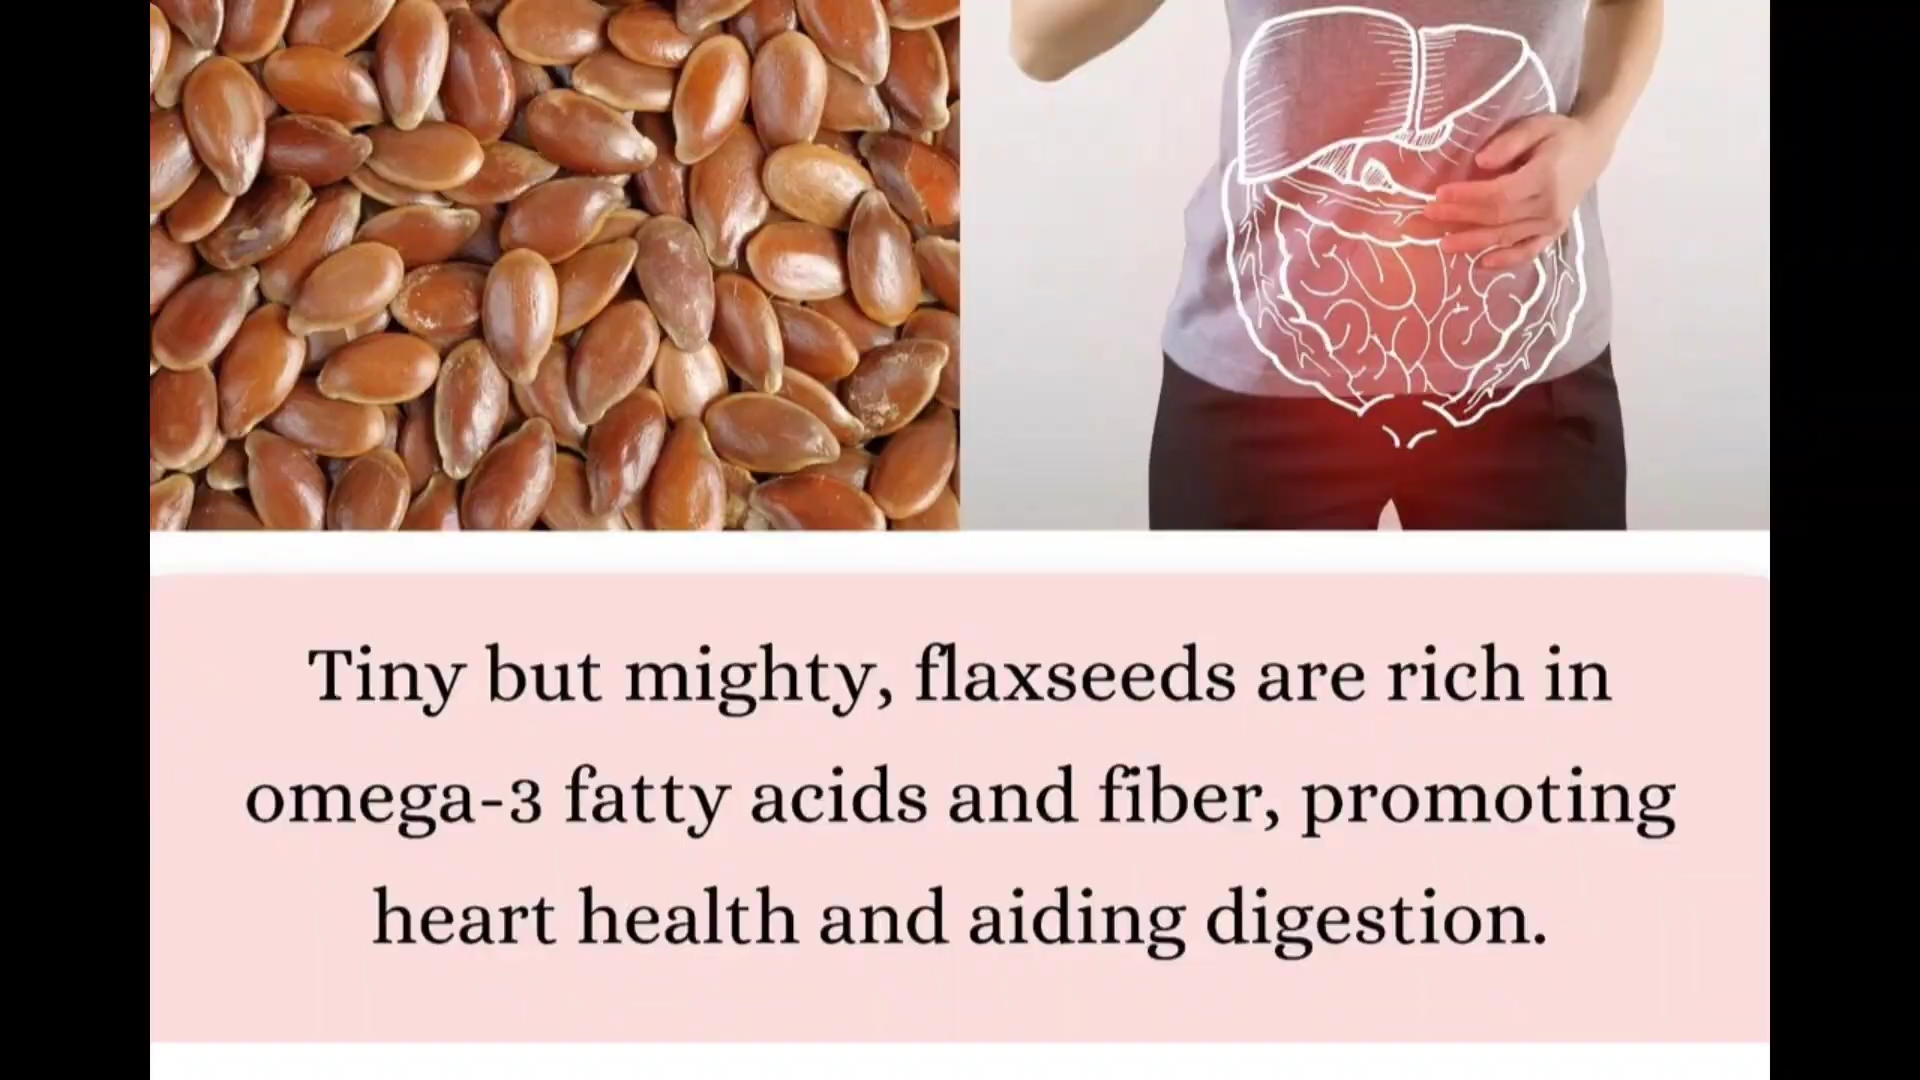 Tiny but mighty, flaxseeds are rich in
omega-3 fatty acids and fiber, promoting
heart health and aiding digestion.